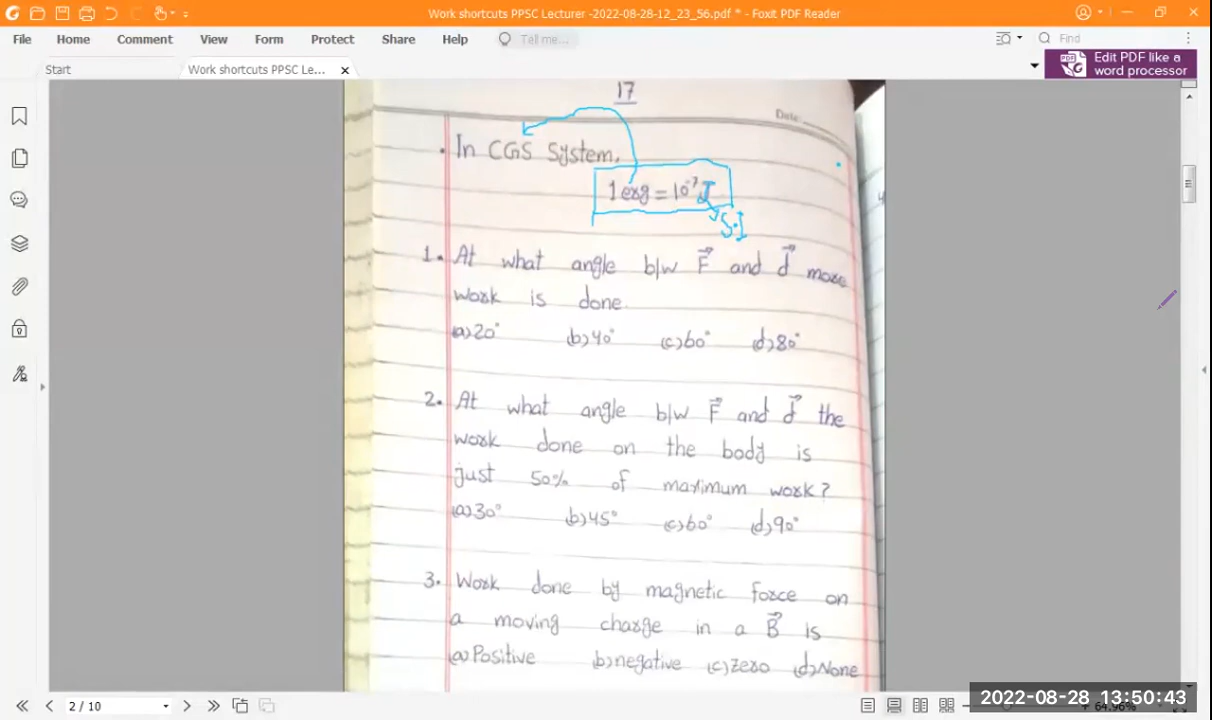 Work shortcuts PPSC Lecturer -2022-08-28-12_23_56.pdf * - Foxit PDF Reader
File Home Comment View Form Protect Share Help Tell me... Find
Start Work shortcuts PPSC Le... Edit PDF like a
word processor
17
Date:
. In CGS System,
1 erg = 10⁻⁷ J
S.I
1. At what angle b/w F⃗ and d⃗ more
work is done.
(a) 20° (b) 40° (c) 60° (d) 80°
2. At what angle b/w F⃗ and d⃗ the
work done on the body is
just 50% of maximum work?
(a) 30° (b) 45° (c) 60° (d) 90°
3. Work done by magnetic force on
a moving charge in a B⃗ is
(a) Positive (b) negative (c) zero (d) None
2 / 10
2022-08-28 13:50:43
64.96%